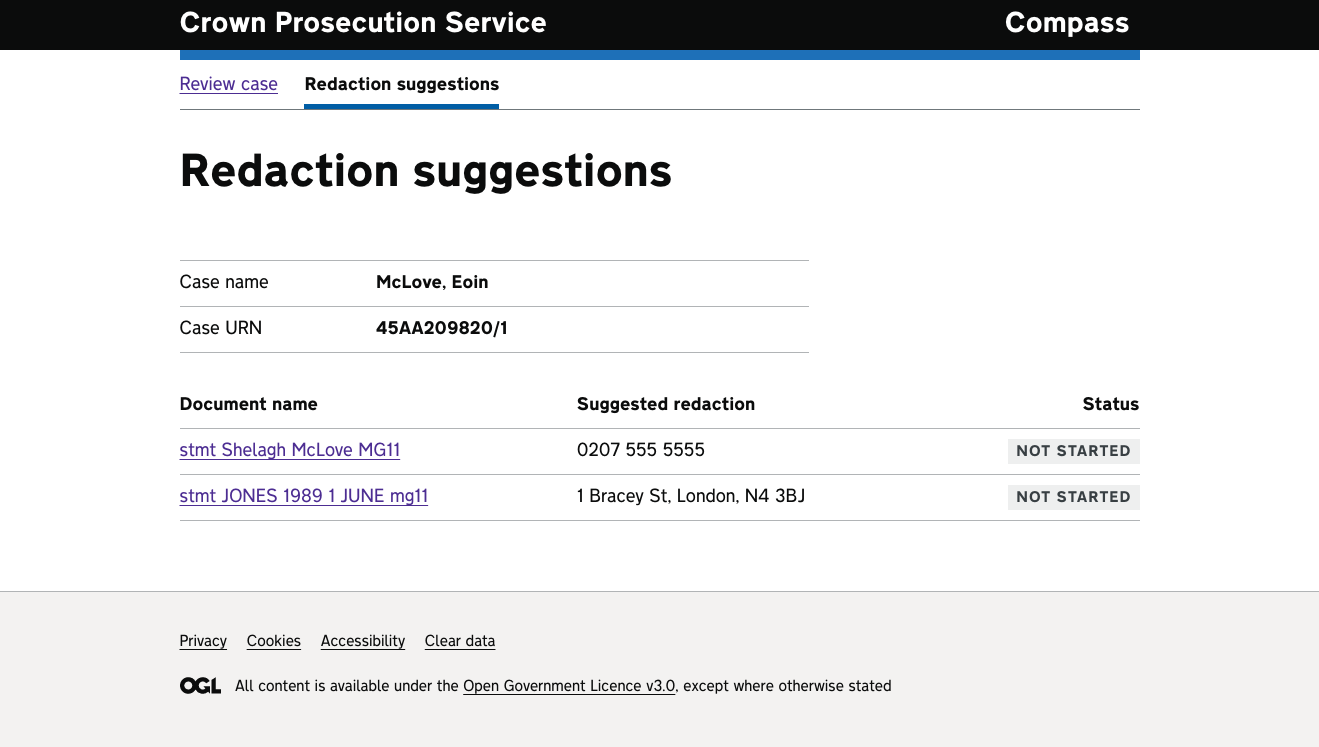 Crown Prosecution Service Compass
Review case Redaction suggestions
Redaction suggestions
Case name McLove, Eoin
Case URN 45AA209820/1
Document name Suggested redaction Status
stmt Shelagh McLove MG11 0207 555 5555 NOT STARTED
stmt JONES 1989 1 JUNE mg11 1 Bracey St, London, N4 3BJ NOT STARTED
Privacy Cookies Accessibility Clear data
OGL All content is available under the Open Government Licence v3.0, except where otherwise stated